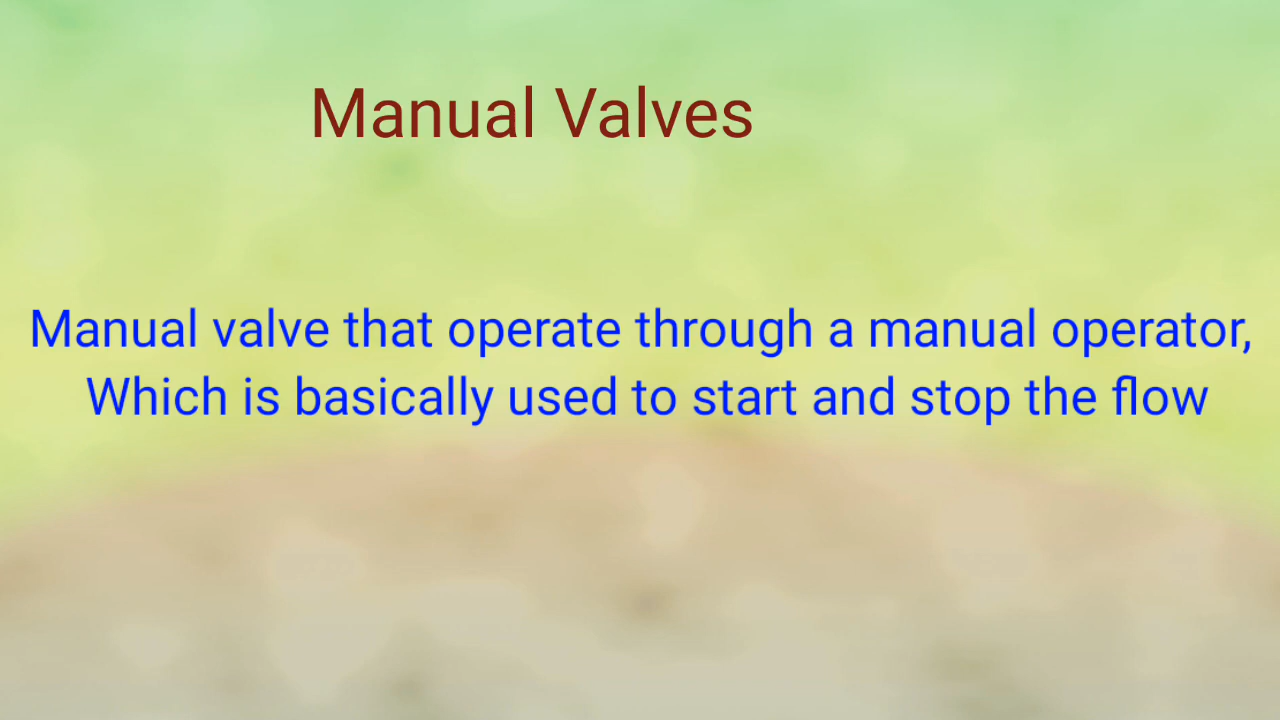 Manual Valves
Manual valve that operate through a manual operator,
Which is basically used to start and stop the flow